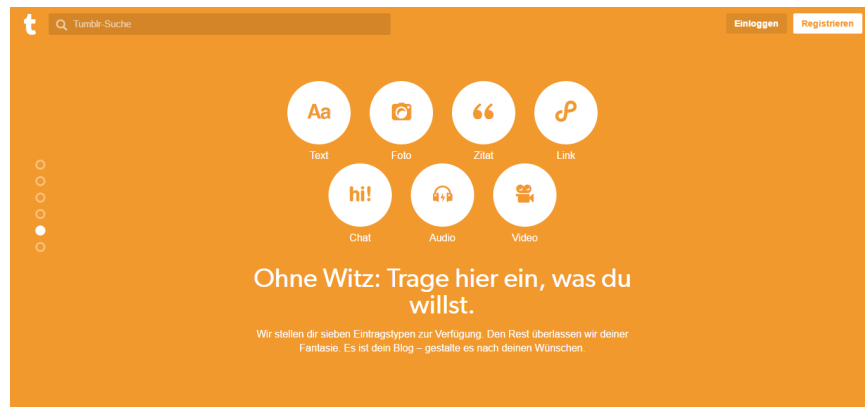 t Tumblr-Suche Einloggen Registrieren
Aa
Text Foto Zitat Link
hi!
Chat Audio Video
Ohne Witz: Trage hier ein, was du
willst.
Wir stellen dir sieben Eintragstypen zur Verfügung. Den Rest überlassen wir deiner
Fantasie. Es ist dein Blog – gestalte es nach deinen Wünschen.